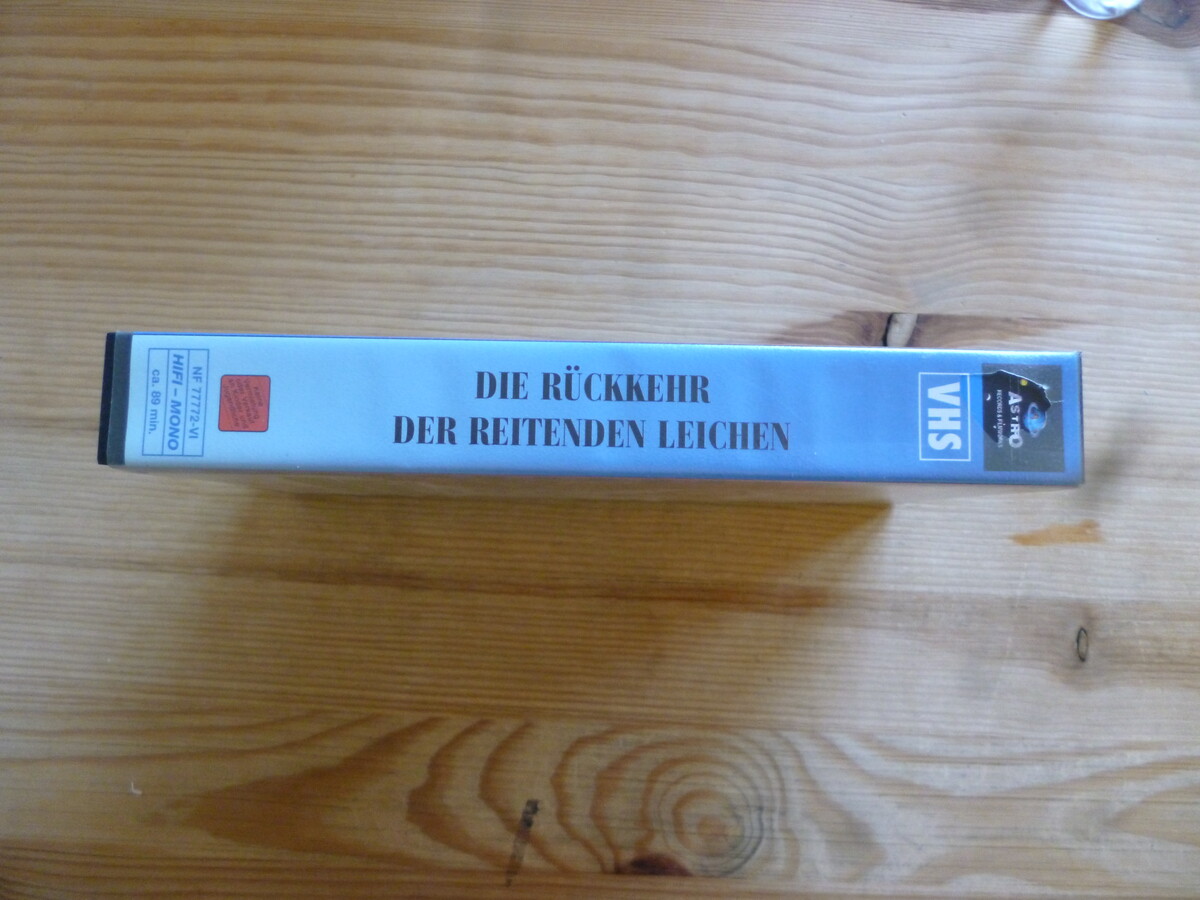 NF 77772-VI
HIFI – MONO
ca. 89 min.
DIE RÜCKKEHR
DER REITENDEN LEICHEN
VHS
ASTRO